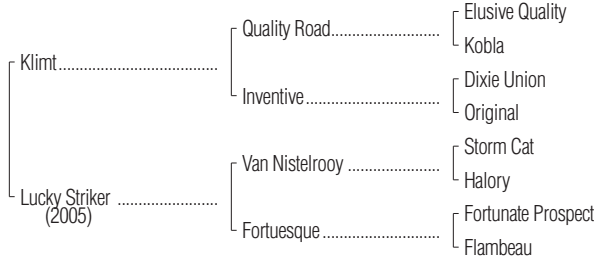 Elusive Quality
Quality Road
Kobla
Klimt
Dixie Union
Inventive
Original
Storm Cat
Van Nistelrooy
Halory
Lucky Striker
(2005)
Fortunate Prospect
Fortuesque
Flambeau